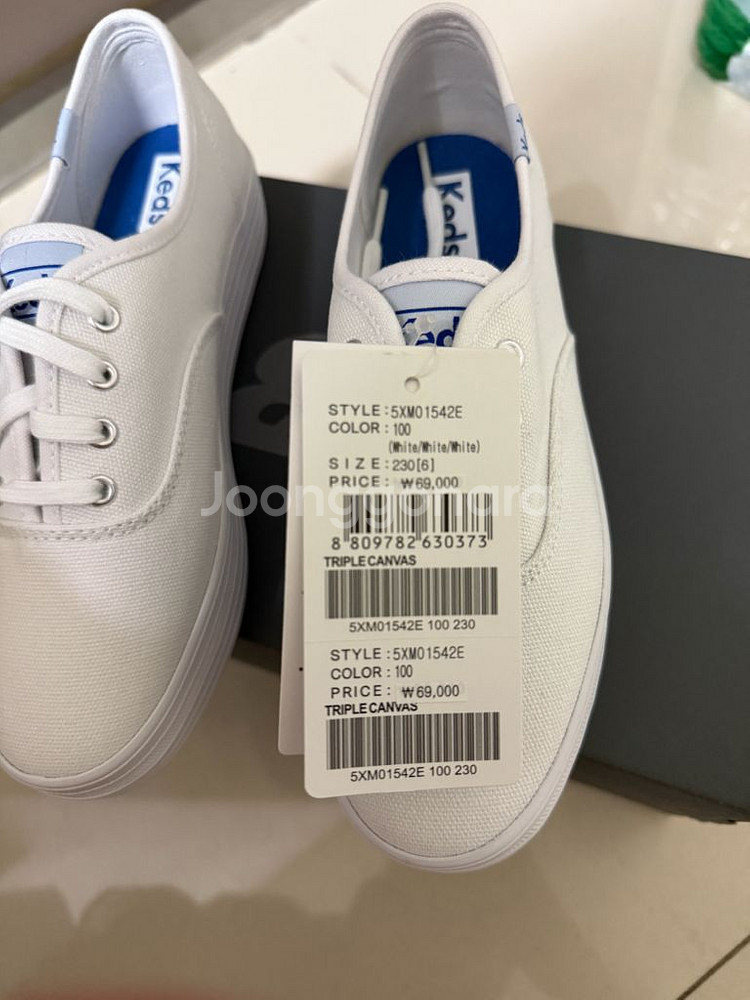 Keds
Keds
Keds
STYLE : 5XM01542E
COLOR : 100
(White/White/White)
SIZE : 230[6]
PRICE : ₩69,000
Joonggonara
8 809782 630373
TRIPLE CANVAS
5XM01542E 100 230
STYLE : 5XM01542E
COLOR : 100
PRICE : ₩69,000
TRIPLE CANVAS
5XM01542E 100 230